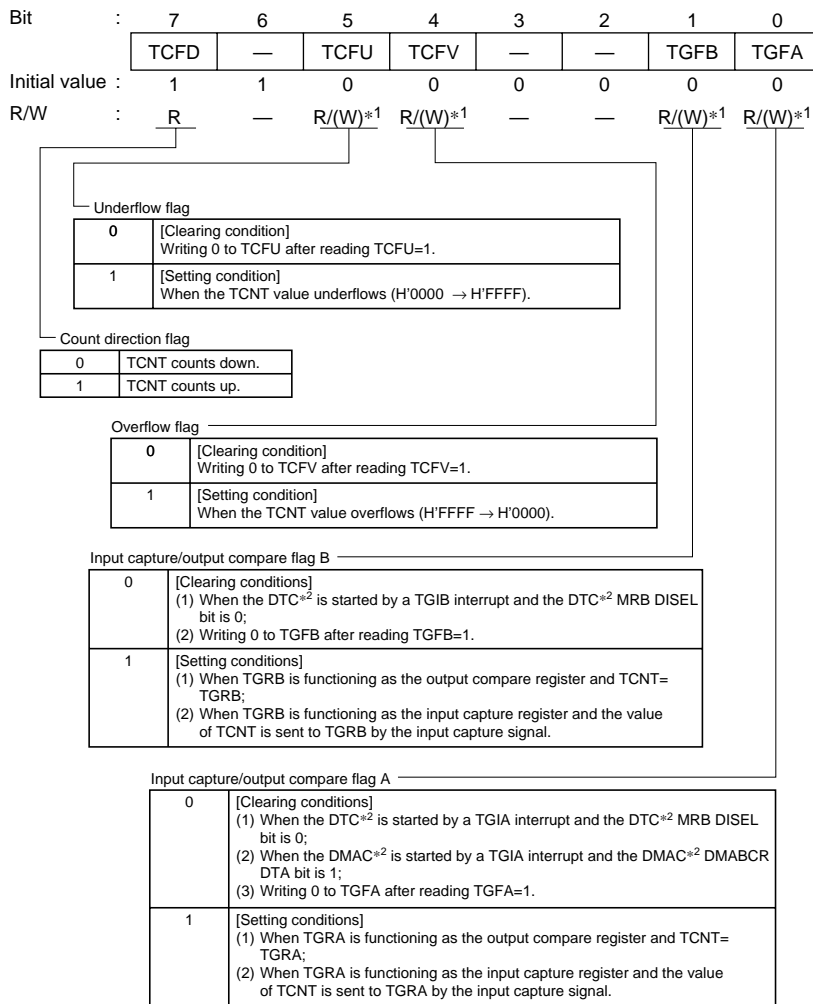 Bit : 7 6 5 4 3 2 1 0
TCFD — TCFU TCFV — — TGFB TGFA
Initial value : 1 1 0 0 0 0 0 0
R/W : R — R/(W)*1 R/(W)*1 — — R/(W)*1 R/(W)*1
Underflow flag
0 [Clearing condition]
Writing 0 to TCFU after reading TCFU=1.
1 [Setting condition]
When the TCNT value underflows (H'0000 → H'FFFF).
Count direction flag
0 TCNT counts down.
1 TCNT counts up.
Overflow flag
0 [Clearing condition]
Writing 0 to TCFV after reading TCFV=1.
1 [Setting condition]
When the TCNT value overflows (H'FFFF → H'0000).
Input capture/output compare flag B
0 [Clearing conditions]
(1) When the DTC*2 is started by a TGIB interrupt and the DTC*2 MRB DISEL
bit is 0;
(2) Writing 0 to TGFB after reading TGFB=1.
1 [Setting conditions]
(1) When TGRB is functioning as the output compare register and TCNT=
TGRB;
(2) When TGRB is functioning as the input capture register and the value
of TCNT is sent to TGRB by the input capture signal.
Input capture/output compare flag A
0 [Clearing conditions]
(1) When the DTC*2 is started by a TGIA interrupt and the DTC*2 MRB DISEL
bit is 0;
(2) When the DMAC*2 is started by a TGIA interrupt and the DMAC*2 DMABCR
DTA bit is 1;
(3) Writing 0 to TGFA after reading TGFA=1.
1 [Setting conditions]
(1) When TGRA is functioning as the output compare register and TCNT=
TGRA;
(2) When TGRA is functioning as the input capture register and the value
of TCNT is sent to TGRA by the input capture signal.